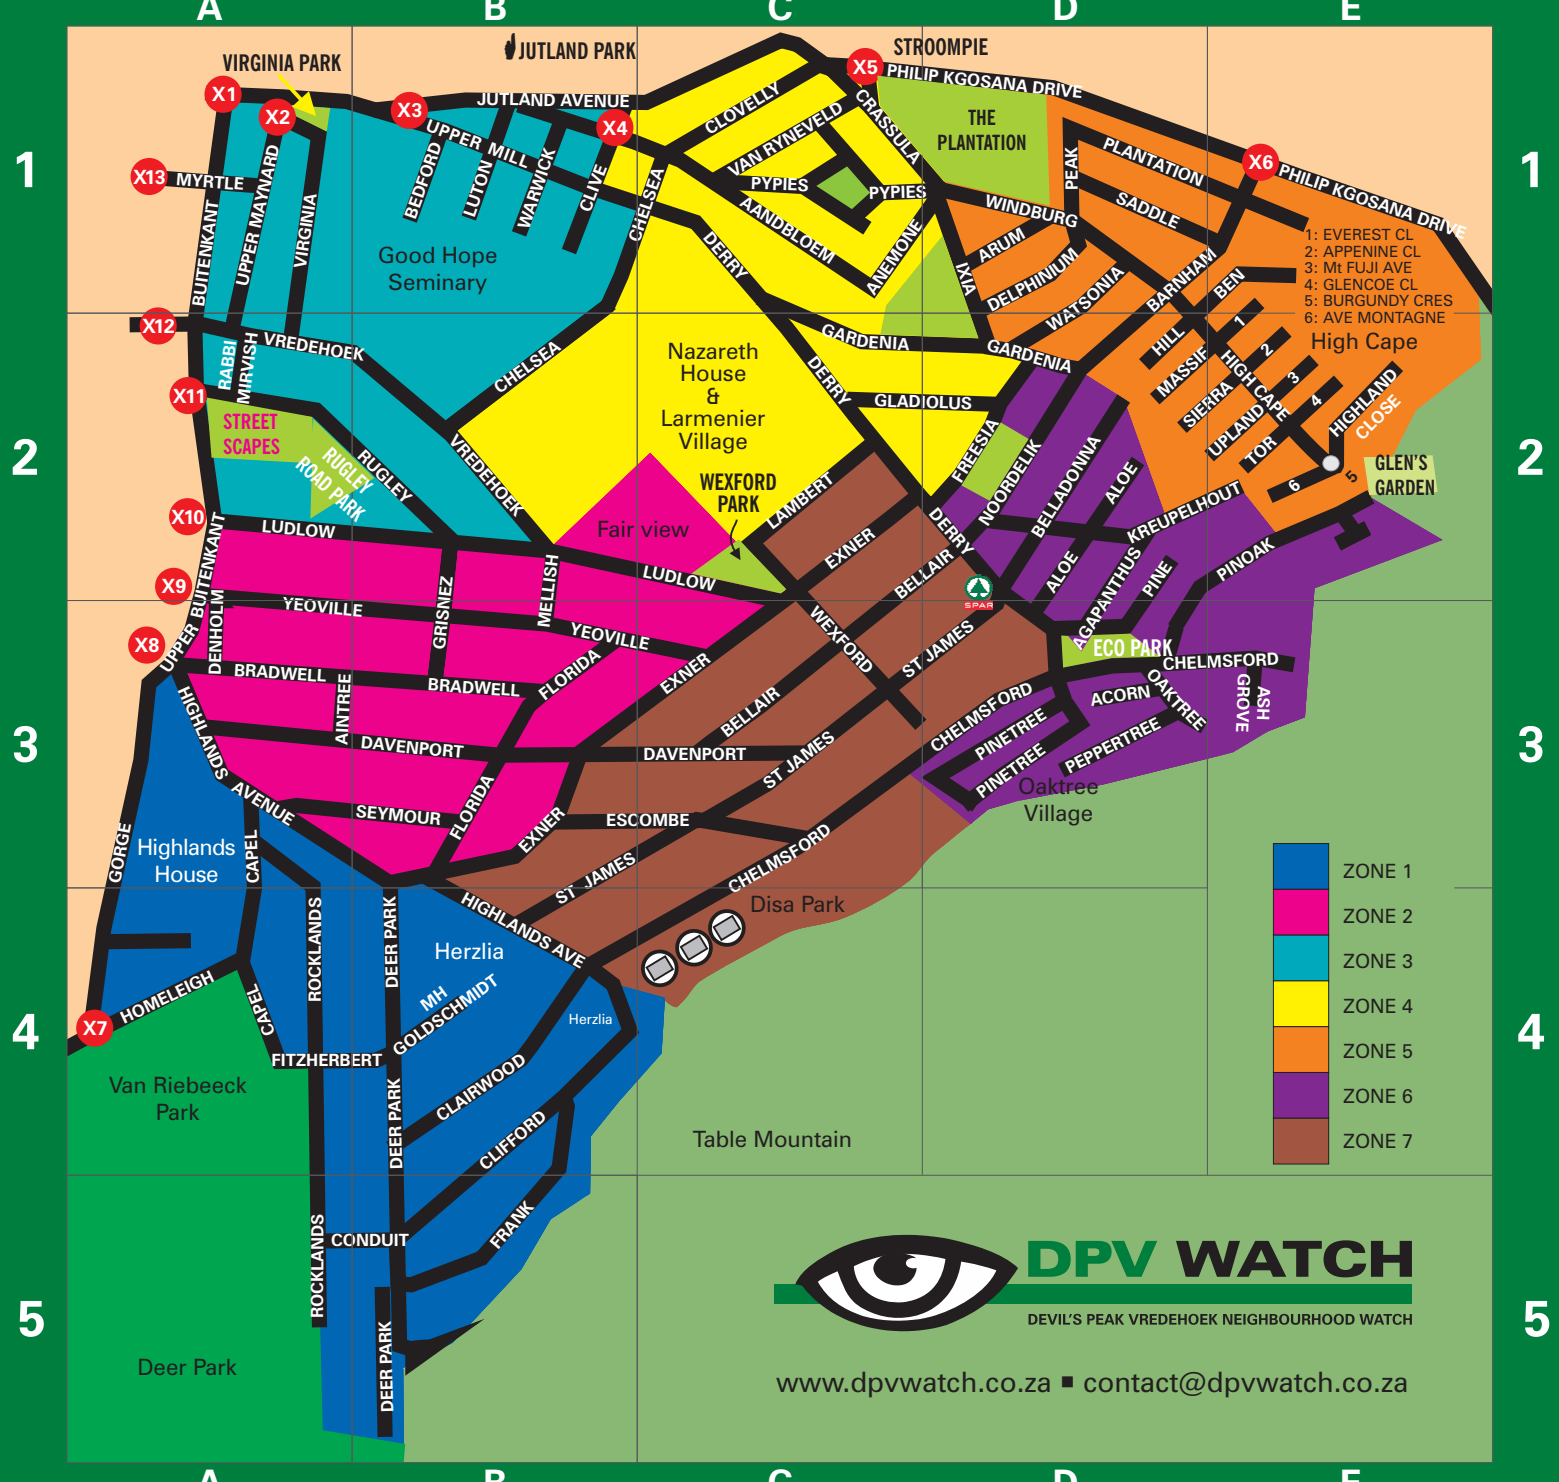 A B C D E
1
2
3
4
5
1
2
3
4
5
A B C D E
VIRGINIA PARK
JUTLAND PARK
STROOMPIE
X1
X2
X3
X4
X5
X6
X7
X8
X9
X10
X11
X12
X13
JUTLAND AVENUE
PHILIP KGOSANA DRIVE
PHILIP KGOSANA DRIVE
THE
PLANTATION
UPPER MILL
MYRTLE
BUITENKANT
UPPER MAYNARD
VIRGINIA
BEDFORD
LUTON
WARWICK
CLIVE
CHELSEA
Good Hope
Seminary
CLOVELLY
VAN RYNEVELD
CRASSULA
PYPIES
PYPIES
AANDBLOEM
ANEMONE
DERRY
PEAK
PLANTATION
SADDLE
WINDBURG
ARUM
IXIA
DELPHINIUM
WATSONIA
BARNHAM
BEN
1: EVEREST CL
2: APPENINE CL
3: Mt FUJI AVE
4: GLENCOE CL
5: BURGUNDY CRES
6: AVE MONTAGNE
High Cape
RABBI
MIRVISH
VREDEHOEK
CHELSEA
Nazareth
House
&
Larmenier
Village
GARDENIA
GARDENIA
DERRY
GLADIOLUS
HILL
MASSIF
SIERRA
UPLAND
TOR
HIGH CAPE
1
2
3
4
5
6
HIGHLAND
CLOSE
GLEN'S
GARDEN
STREET
SCAPES
RUGLEY
ROAD PARK
RUGLEY
VREDEHOEK
WEXFORD
PARK
LAMBERT
FREESIA
NOORDELIK
BELLADONNA
ALOE
KREUPELHOUT
LUDLOW
Fair view
LUDLOW
EXNER
BELLAIR
DERRY
ALOE
AGAPANTHUS
PINE
PINOAK
SPAR
UPPER BUITENKANT
DENHOLM
YEOVILLE
GRISNEZ
MELLISH
YEOVILLE
WEXFORD
ST JAMES
ECO PARK
CHELMSFORD
BRADWELL
AINTREE
BRADWELL
FLORIDA
EXNER
BELLAIR
CHELMSFORD
ACORN
OAKTREE
ASH
GROVE
PINETREE
PINETREE
PEPPERTREE
Oaktree
Village
HIGHLANDS AVENUE
DAVENPORT
DAVENPORT
ST JAMES
SEYMOUR
FLORIDA
EXNER
ESCOMBE
GORGE
Highlands
House
CAPEL
ST JAMES
CHELMSFORD
Disa Park
HIGHLANDS AVE
ROCKLANDS
DEER PARK
Herzlia
MH
GOLDSCHMIDT
Herzlia
HOMELEIGH
CAPEL
FITZHERBERT
Van Riebeeck
Park
DEER PARK
CLAIRWOOD
CLIFFORD
Table Mountain
ROCKLANDS
CONDUIT
FRANK
DEER PARK
Deer Park
ZONE 1
ZONE 2
ZONE 3
ZONE 4
ZONE 5
ZONE 6
ZONE 7
DPV WATCH
DEVIL'S PEAK VREDEHOEK NEIGHBOURHOOD WATCH
www.dpvwatch.co.za ▪ contact@dpvwatch.co.za